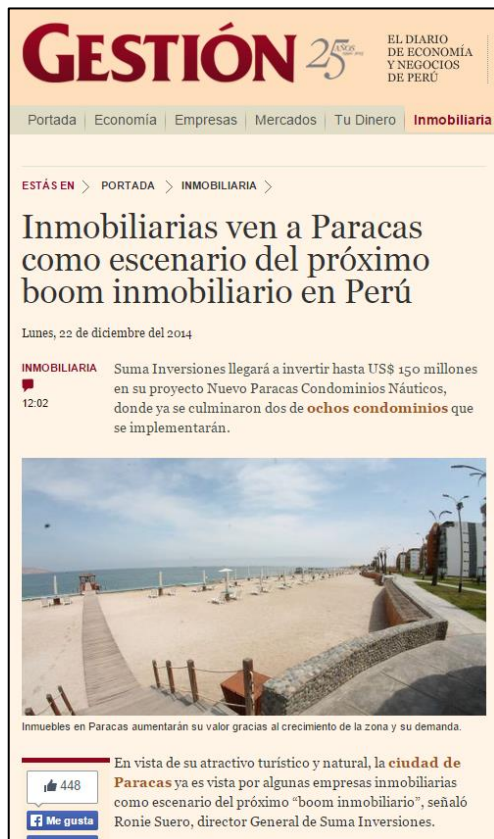 GESTIÓN
25 AÑOS
EL DIARIO
DE ECONOMÍA
Y NEGOCIOS
DE PERÚ
Portada | Economía | Empresas | Mercados | Tu Dinero | Inmobiliaria
ESTÁS EN > PORTADA > INMOBILIARIA >
Inmobiliarias ven a Paracas
como escenario del próximo
boom inmobiliario en Perú
Lunes, 22 de diciembre del 2014
INMOBILIARIA
12:02
Suma Inversiones llegará a invertir hasta US$ 150 millones
en su proyecto Nuevo Paracas Condominios Náuticos,
donde ya se culminaron dos de ochos condominios que
se implementarán.
Inmuebles en Paracas aumentarán su valor gracias al crecimiento de la zona y su demanda.
448
Me gusta
En vista de su atractivo turístico y natural, la ciudad de
Paracas ya es vista por algunas empresas inmobiliarias
como escenario del próximo “boom inmobiliario”, señaló
Ronie Suero, director General de Suma Inversiones.